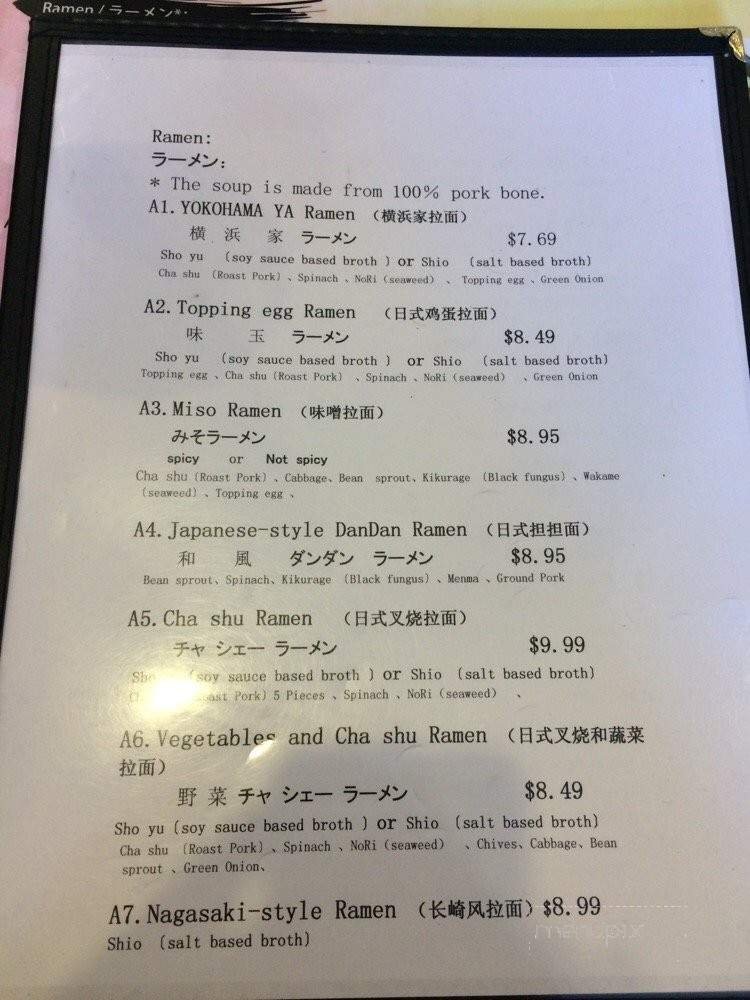 Ramen / ラーメン*:
Ramen:
ラーメン:
* The soup is made from 100% pork bone.
A1. YOKOHAMA YA Ramen （横浜家拉面）
横 浜 家 ラーメン $7.69
Sho yu (soy sauce based broth ) or Shio (salt based broth)
Cha shu (Roast Pork) 、Spinach 、NoRi (seaweed) 、 Topping egg 、Green Onion
A2. Topping egg Ramen （日式鸡蛋拉面）
味 玉 ラーメン $8.49
Sho yu (soy sauce based broth ) or Shio (salt based broth)
Topping egg 、Cha shu (Roast Pork) 、Spinach 、NoRi (seaweed) 、Green Onion
A3. Miso Ramen （味噌拉面）
みそラーメン $8.95
spicy or Not spicy
Cha shu (Roast Pork) 、Cabbage、Bean sprout、Kikurage (Black fungus) 、Wakame
(seaweed) 、Topping egg 、
A4. Japanese-style DanDan Ramen （日式担担面）
和 風 ダンダン ラーメン $8.95
Bean sprout、Spinach、Kikurage (Black fungus) 、Menma 、Ground Pork
A5. Cha shu Ramen （日式叉烧拉面）
チャ シェー ラーメン $9.99
Sho (soy sauce based broth ) or Shio (salt based broth)
Pork) 5 Pieces 、Spinach 、NoRi (seaweed) 、
A6. Vegetables and Cha shu Ramen （日式叉烧和蔬菜
拉面）
野 菜 チャ シェー ラーメン $8.49
Sho yu (soy sauce based broth ) or Shio (salt based broth)
Cha shu (Roast Pork) 、Spinach 、NoRi (seaweed) 、Chives、Cabbage、Bean
sprout 、Green Onion、
A7. Nagasaki-style Ramen （长崎风拉面）$8.99
Shio (salt based broth)
menupix